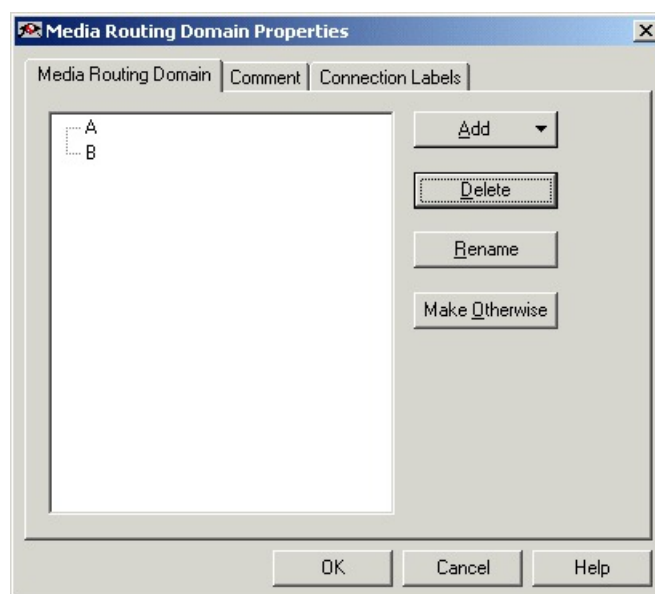 Media Routing Domain Properties
Media Routing Domain Comment Connection Labels
A
B
Add
Delete
Rename
Make Otherwise
OK Cancel Help